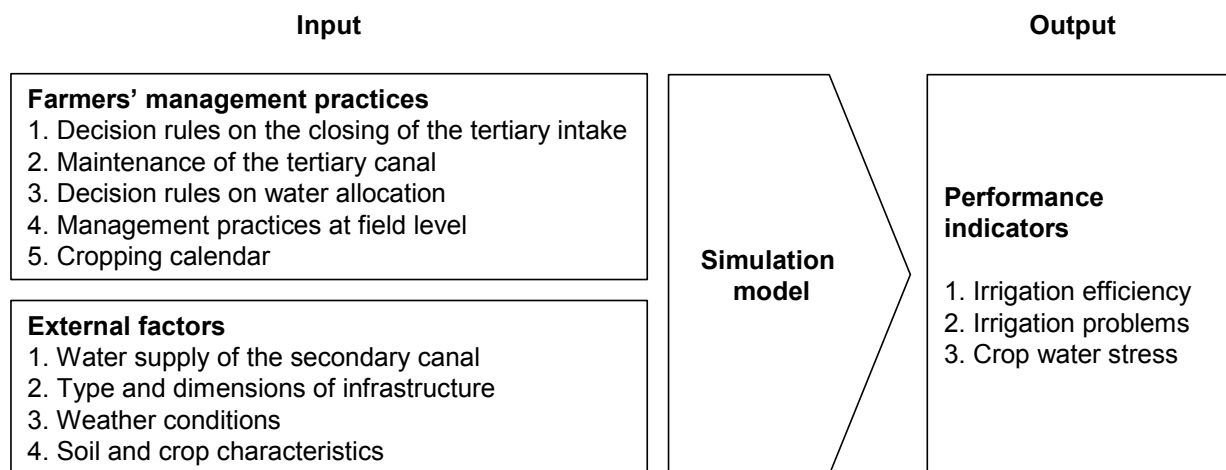 Input
Output
Farmers’ management practices
1. Decision rules on the closing of the tertiary intake
2. Maintenance of the tertiary canal
3. Decision rules on water allocation
4. Management practices at field level
5. Cropping calendar
External factors
1. Water supply of the secondary canal
2. Type and dimensions of infrastructure
3. Weather conditions
4. Soil and crop characteristics
Simulation
model
Performance
indicators
1. Irrigation efficiency
2. Irrigation problems
3. Crop water stress